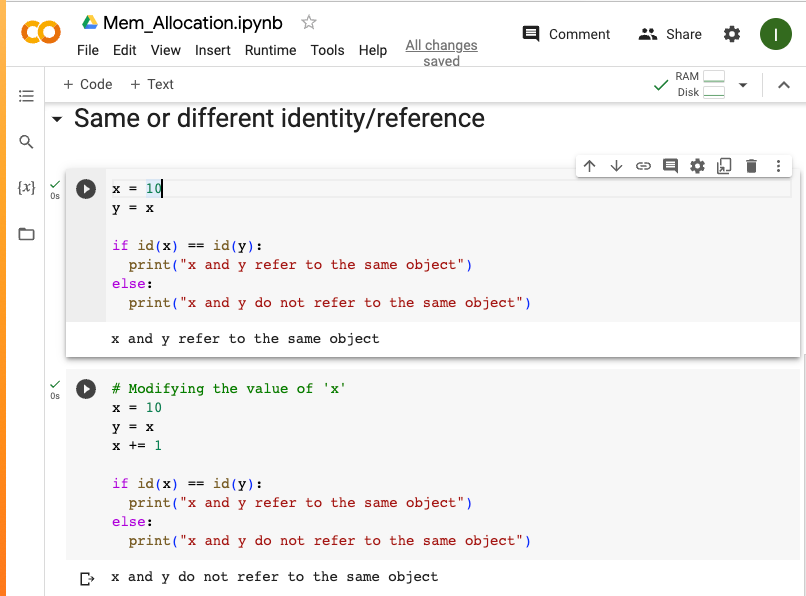 Mem_Allocation.ipynb
File Edit View Insert Runtime Tools Help All changes saved
Comment
Share
I
+ Code + Text
RAM
Disk
Same or different identity/reference
{x}
0s
x = 10
y = x
if id(x) == id(y):
  print("x and y refer to the same object")
else:
  print("x and y do not refer to the same object")
x and y refer to the same object
0s
# Modifying the value of 'x'
x = 10
y = x
x += 1
if id(x) == id(y):
  print("x and y refer to the same object")
else:
  print("x and y do not refer to the same object")
x and y do not refer to the same object